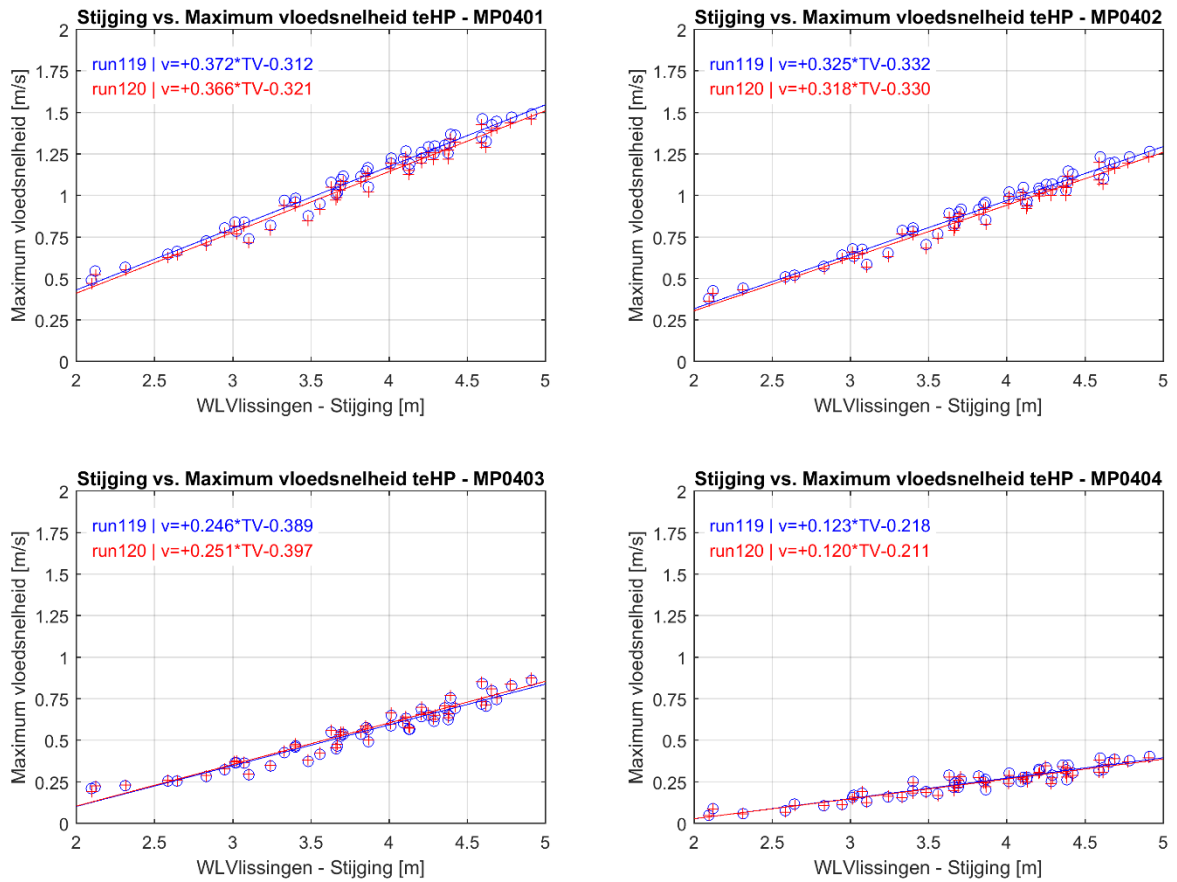 Stijging vs. Maximum vloedsnelheid teHP - MP0401
run119 | v=+0.372*TV-0.312
run120 | v=+0.366*TV-0.321
Maximum vloedsnelheid [m/s]
2
1.75
1.5
1.25
1
0.75
0.5
0.25
0
2 2.5 3 3.5 4 4.5 5
WLVlissingen - Stijging [m]
Stijging vs. Maximum vloedsnelheid teHP - MP0402
run119 | v=+0.325*TV-0.332
run120 | v=+0.318*TV-0.330
Maximum vloedsnelheid [m/s]
2
1.75
1.5
1.25
1
0.75
0.5
0.25
0
2 2.5 3 3.5 4 4.5 5
WLVlissingen - Stijging [m]
Stijging vs. Maximum vloedsnelheid teHP - MP0403
run119 | v=+0.246*TV-0.389
run120 | v=+0.251*TV-0.397
Maximum vloedsnelheid [m/s]
2
1.75
1.5
1.25
1
0.75
0.5
0.25
0
2 2.5 3 3.5 4 4.5 5
WLVlissingen - Stijging [m]
Stijging vs. Maximum vloedsnelheid teHP - MP0404
run119 | v=+0.123*TV-0.218
run120 | v=+0.120*TV-0.211
Maximum vloedsnelheid [m/s]
2
1.75
1.5
1.25
1
0.75
0.5
0.25
0
2 2.5 3 3.5 4 4.5 5
WLVlissingen - Stijging [m]